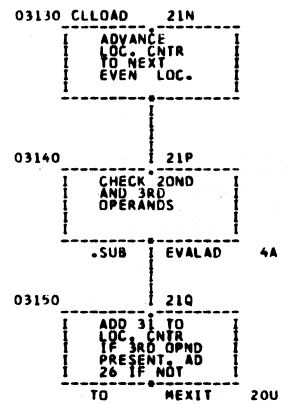 03130 CLLOAD 21N
ADVANCE
LOC. CNTR
TO NEXT
EVEN LOC.
03140 21P
CHECK 2OND
AND 3RD
OPERANDS
.SUB EVALAD 4A
03150 21Q
ADD 31 TO
LOC. CNTR
IF 3RD OPND
PRESENT. AD
26 IF NOT
TO MEXIT 20U